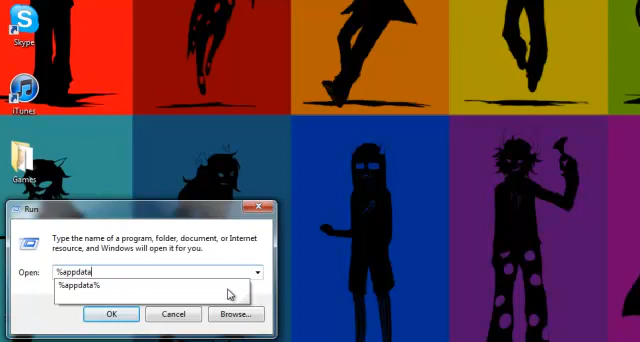 Skype
iTunes
Games
Run
Type the name of a program, folder, document, or Internet
resource, and Windows will open it for you.
Open: %appdata
%appdata%
OK Cancel Browse...